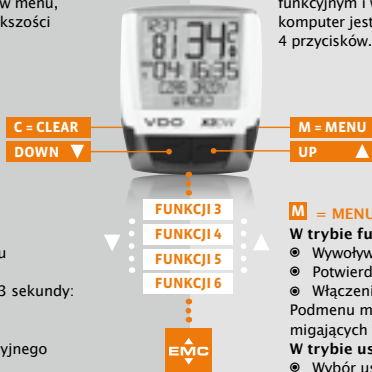 w menu,
kszości
funkcyjnym i
komputer jest
4 przycisków.
VDO
C = CLEAR
DOWN
M = MENU
UP
FUNKCJI 3
FUNKCJI 4
FUNKCJI 5
FUNKCJI 6
EMC
u
3 sekundy:
yjnego
M = MENU
W trybie fu
Wywoływ
Potwierd
Włączeni
Podmenu m
migających
W trybie us
Wybór us